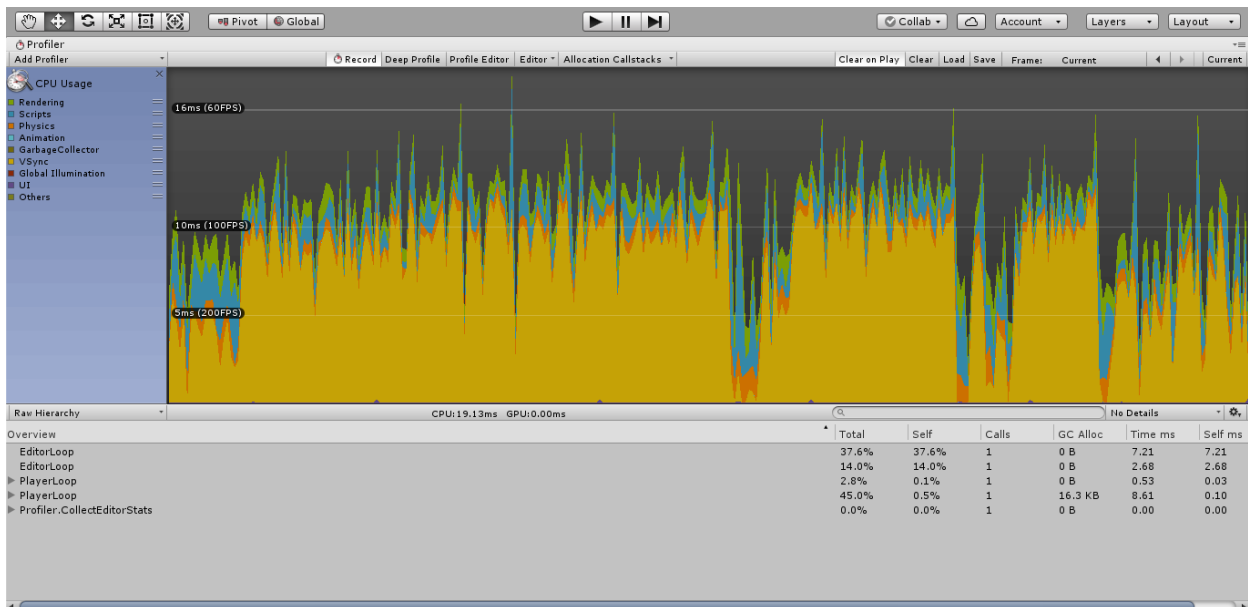 Pivot Global Collab Account Layers Layout
Profiler
Add Profiler Record Deep Profile Profile Editor Editor Allocation Callstacks Clear on Play Clear Load Save Frame: Current Current
CPU Usage
Rendering
Scripts
Physics
Animation
GarbageCollector
VSync
Global Illumination
UI
Others
16ms (60FPS)
10ms (100FPS)
5ms (200FPS)
Raw Hierarchy CPU:19.13ms GPU:0.00ms No Details
Overview Total Self Calls GC Alloc Time ms Self ms
EditorLoop 37.6% 37.6% 1 0 B 7.21 7.21
EditorLoop 14.0% 14.0% 1 0 B 2.68 2.68
PlayerLoop 2.8% 0.1% 1 0 B 0.53 0.03
PlayerLoop 45.0% 0.5% 1 16.3 KB 8.61 0.10
Profiler.CollectEditorStats 0.0% 0.0% 1 0 B 0.00 0.00